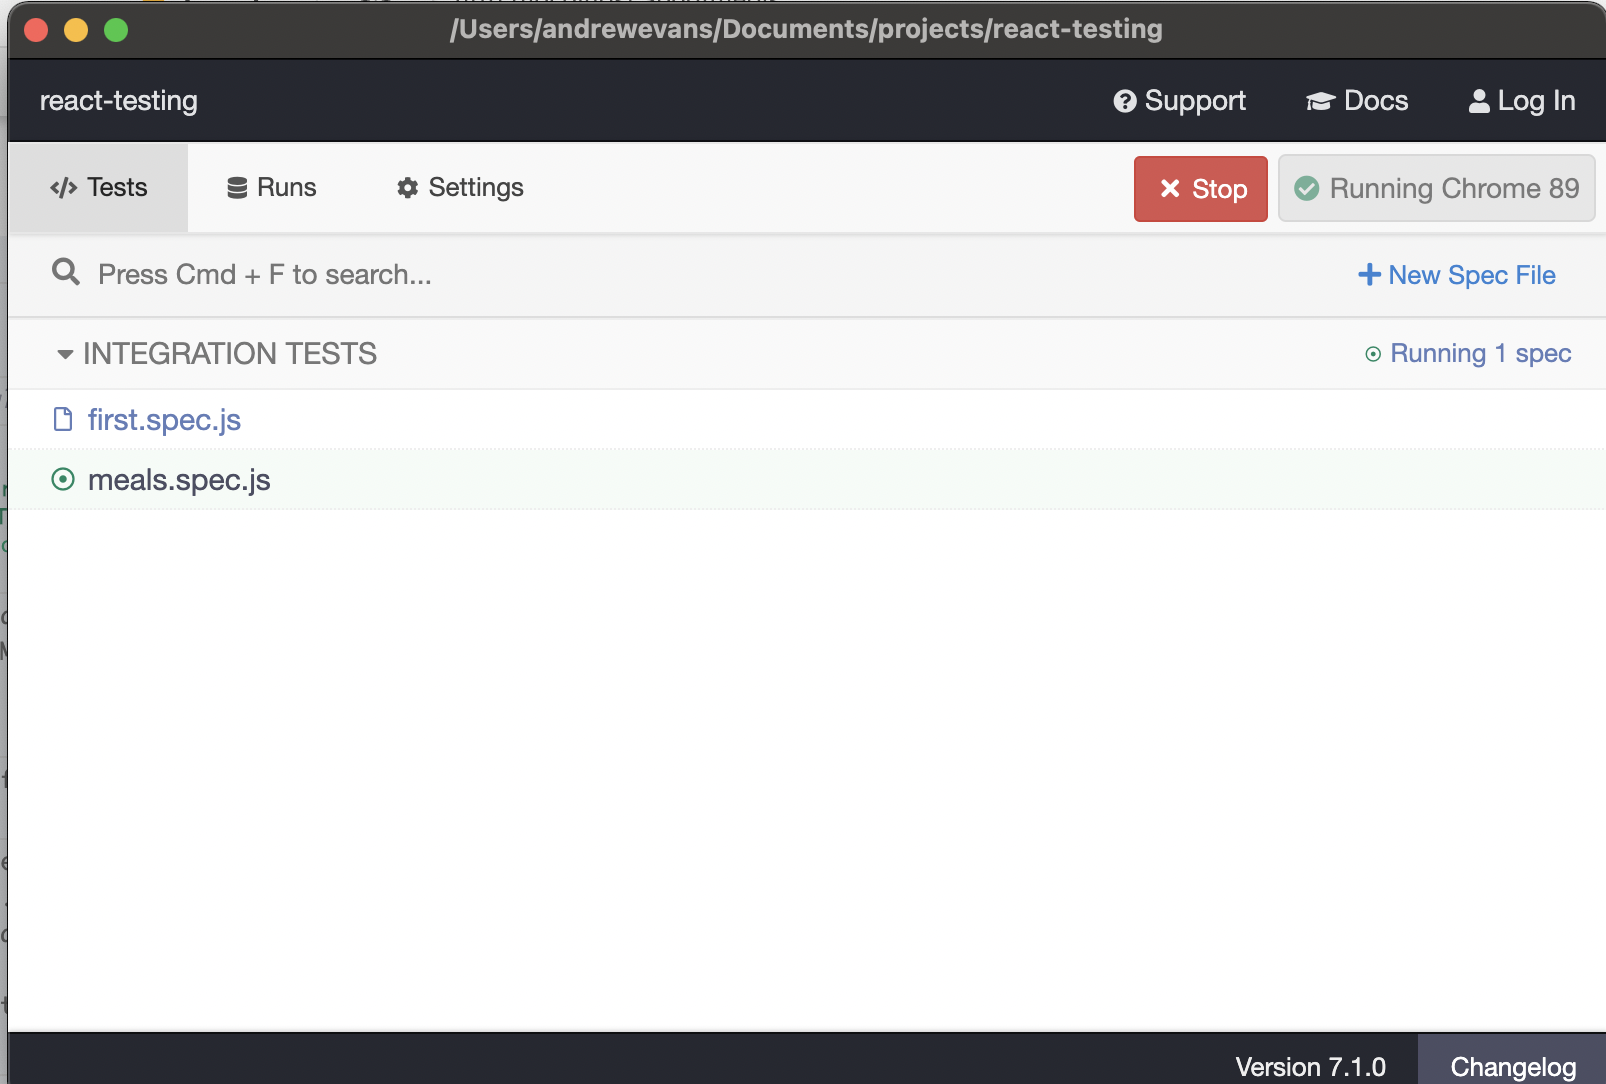 /Users/andrewevans/Documents/projects/react-testing
react-testing
Support
Docs
Log In
Tests
Runs
Settings
Stop
Running Chrome 89
Press Cmd + F to search...
New Spec File
INTEGRATION TESTS
Running 1 spec
first.spec.js
meals.spec.js
Version 7.1.0
Changelog